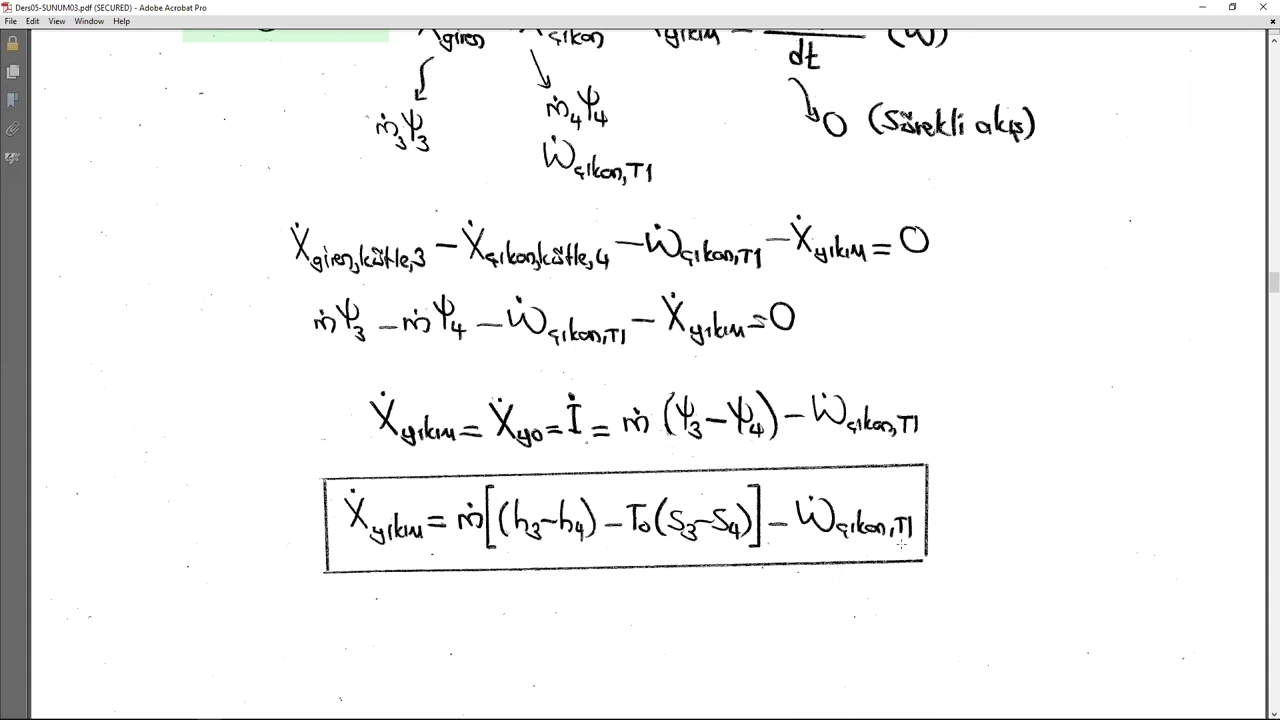 Ders05-SUNUM03.pdf (SECURED) - Adobe Acrobat Pro
File Edit View Window Help
Ẋgiren Ẋçıkan Ẋyıkım = dt (W)
ṁ₃Ψ₃ ṁ₄Ψ₄ 0 (Sürekli akış)
Ẇçıkan,T1
Ẋgiren,kütle,3 − Ẋçıkan,kütle,4 − Ẇçıkan,T1 − Ẋyıkım = 0
ṁΨ₃ − ṁΨ₄ − Ẇçıkan,T1 − Ẋyıkım = 0
Ẋyıkım = Ẋyo = İ = ṁ (Ψ₃ − Ψ₄) − Ẇçıkan,T1
Ẋyıkım = ṁ[(h₃−h₄) − T₀(S₃−S₄)] − Ẇçıkan,T1